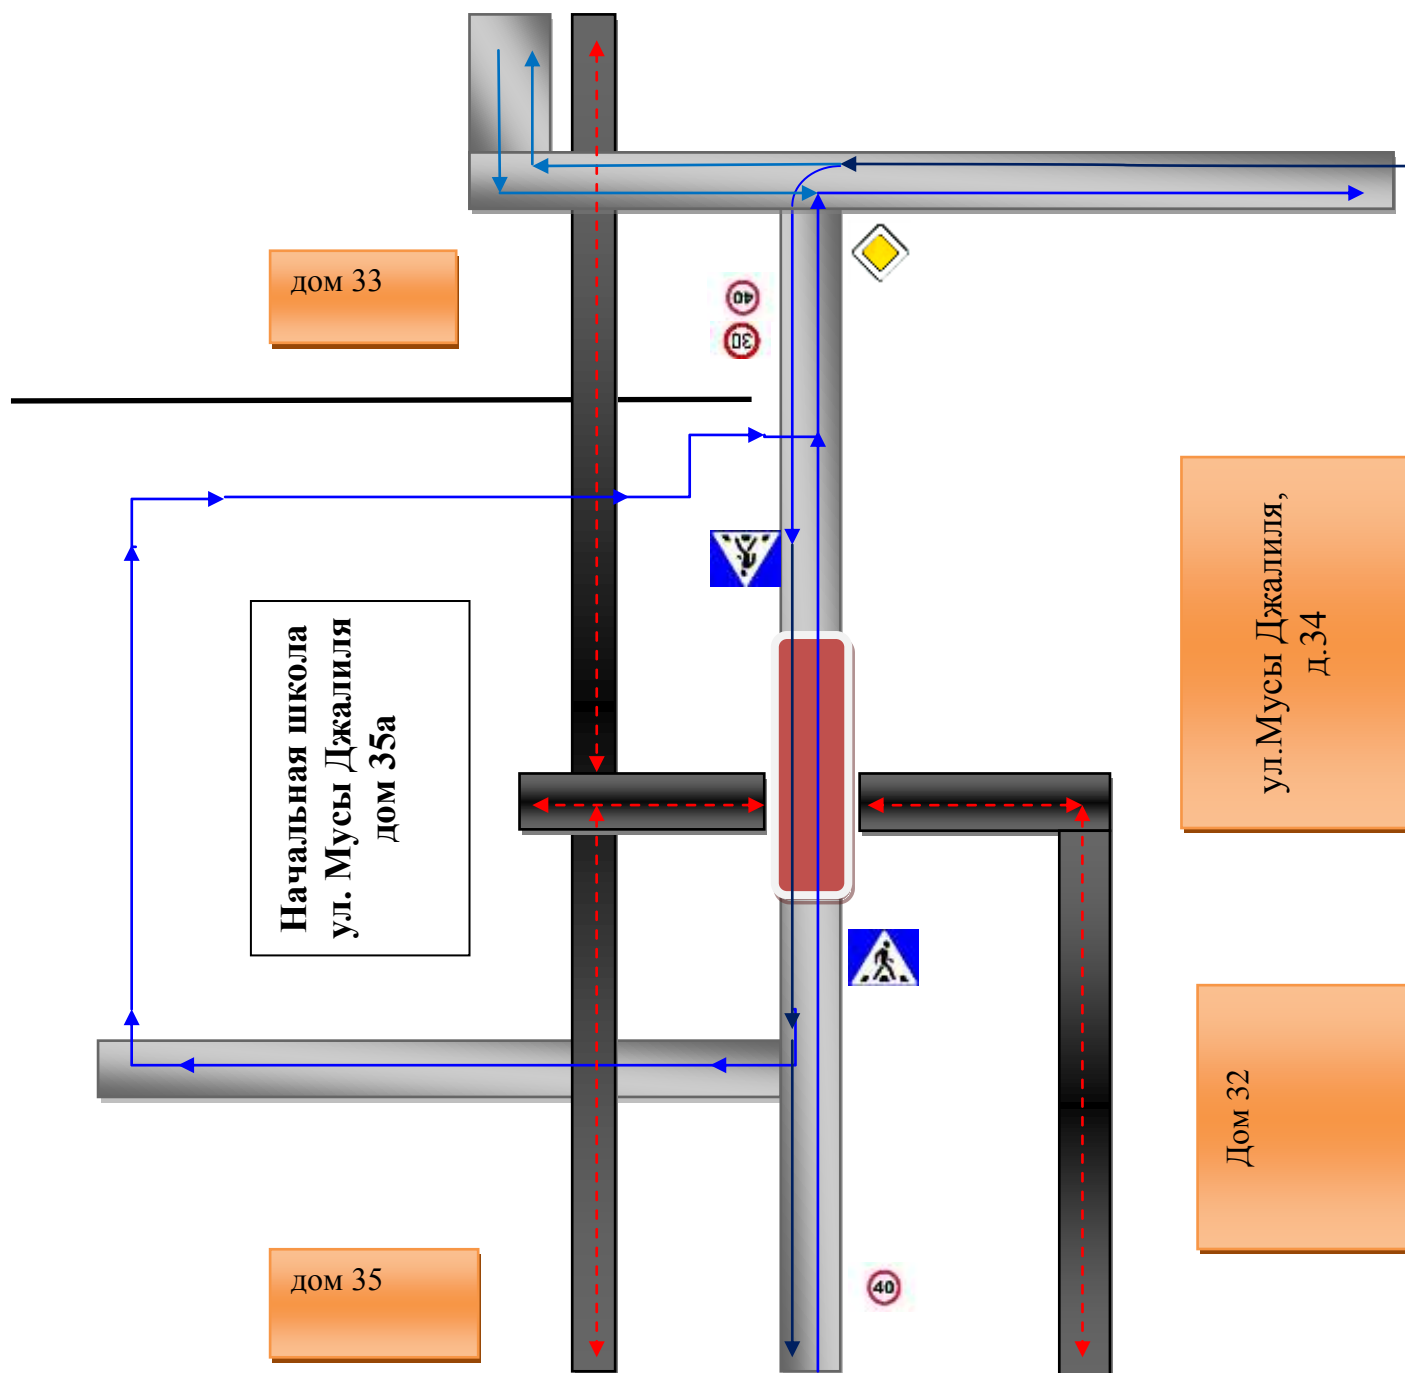 дом 33
40
30
ул.Мусы Джалиля,
д.34
Начальная школа
ул. Мусы Джалиля
дом 35а
Дом 32
дом 35
40